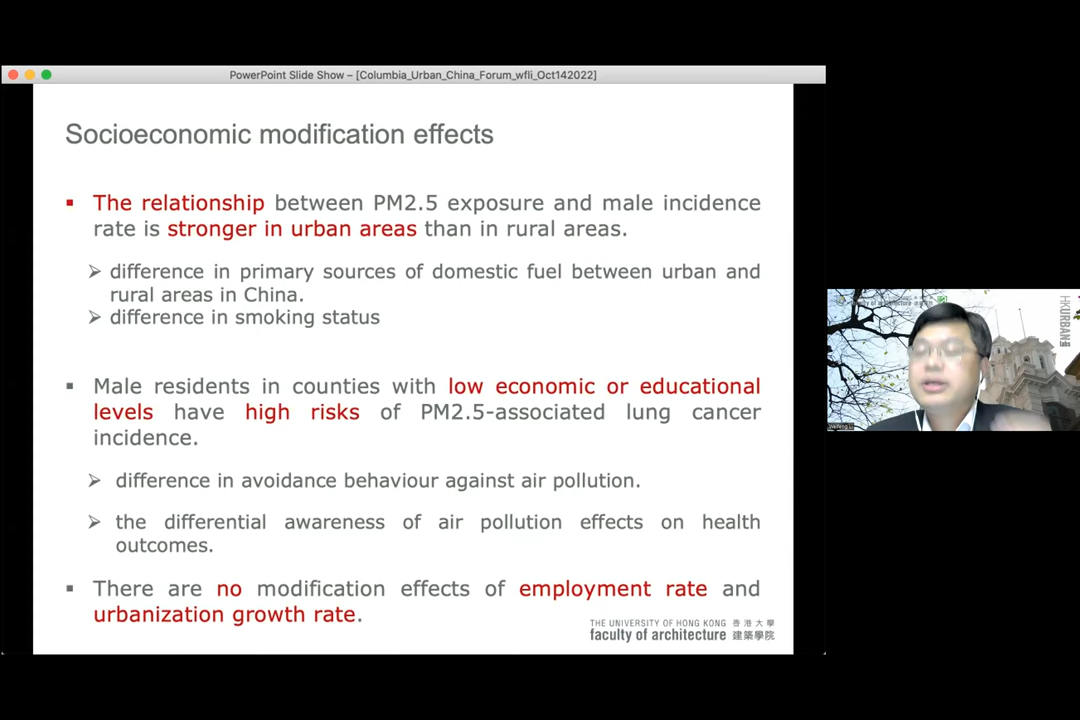 PowerPoint Slide Show – [Columbia_Urban_China_Forum_wfli_Oct142022]
Socioeconomic modification effects
▪ The relationship between PM2.5 exposure and male incidence
rate is stronger in urban areas than in rural areas.
➢ difference in primary sources of domestic fuel between urban and
rural areas in China.
➢ difference in smoking status
▪ Male residents in counties with low economic or educational
levels have high risks of PM2.5-associated lung cancer
incidence.
➢ difference in avoidance behaviour against air pollution.
➢ the differential awareness of air pollution effects on health
outcomes.
▪ There are no modification effects of employment rate and
urbanization growth rate.
THE UNIVERSITY OF HONG KONG 香港大學
faculty of architecture 建築學院
HKURBAN